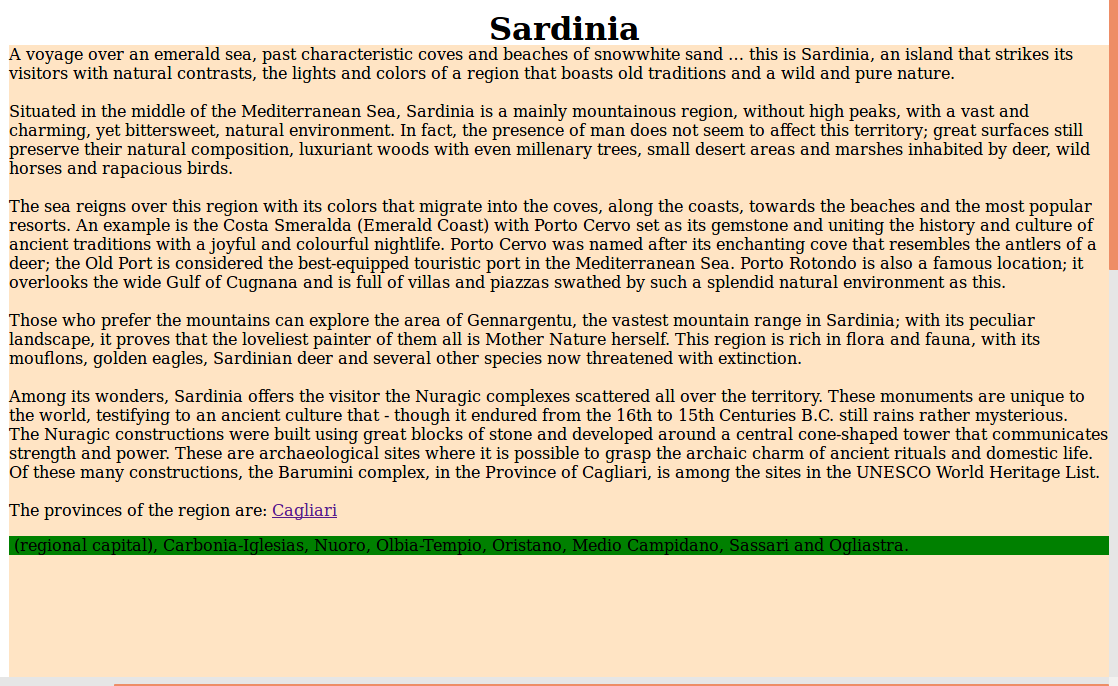 Sardinia
A voyage over an emerald sea, past characteristic coves and beaches of snowwhite sand ... this is Sardinia, an island that strikes its
visitors with natural contrasts, the lights and colors of a region that boasts old traditions and a wild and pure nature.
Situated in the middle of the Mediterranean Sea, Sardinia is a mainly mountainous region, without high peaks, with a vast and
charming, yet bittersweet, natural environment. In fact, the presence of man does not seem to affect this territory; great surfaces still
preserve their natural composition, luxuriant woods with even millenary trees, small desert areas and marshes inhabited by deer, wild
horses and rapacious birds.
The sea reigns over this region with its colors that migrate into the coves, along the coasts, towards the beaches and the most popular
resorts. An example is the Costa Smeralda (Emerald Coast) with Porto Cervo set as its gemstone and uniting the history and culture of
ancient traditions with a joyful and colourful nightlife. Porto Cervo was named after its enchanting cove that resembles the antlers of a
deer; the Old Port is considered the best-equipped touristic port in the Mediterranean Sea. Porto Rotondo is also a famous location; it
overlooks the wide Gulf of Cugnana and is full of villas and piazzas swathed by such a splendid natural environment as this.
Those who prefer the mountains can explore the area of Gennargentu, the vastest mountain range in Sardinia; with its peculiar
landscape, it proves that the loveliest painter of them all is Mother Nature herself. This region is rich in flora and fauna, with its
mouflons, golden eagles, Sardinian deer and several other species now threatened with extinction.
Among its wonders, Sardinia offers the visitor the Nuragic complexes scattered all over the territory. These monuments are unique to
the world, testifying to an ancient culture that - though it endured from the 16th to 15th Centuries B.C. still rains rather mysterious.
The Nuragic constructions were built using great blocks of stone and developed around a central cone-shaped tower that communicates
strength and power. These are archaeological sites where it is possible to grasp the archaic charm of ancient rituals and domestic life.
Of these many constructions, the Barumini complex, in the Province of Cagliari, is among the sites in the UNESCO World Heritage List.
The provinces of the region are: Cagliari
(regional capital), Carbonia-Iglesias, Nuoro, Olbia-Tempio, Oristano, Medio Campidano, Sassari and Ogliastra.